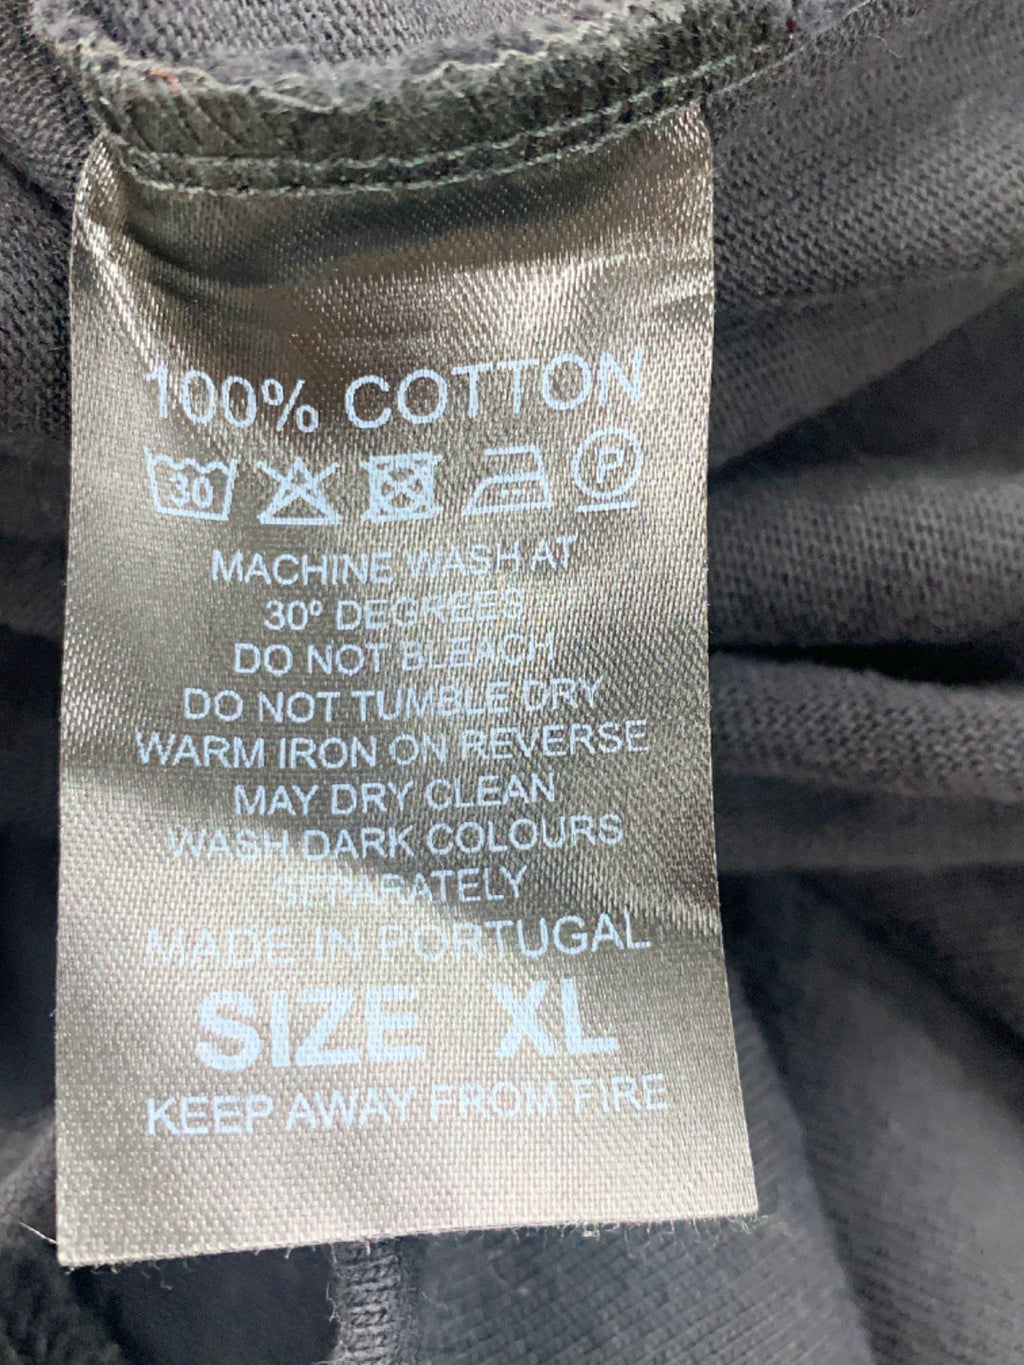 100% COTTON
30 P
MACHINE WASH AT
30º DEGREES
DO NOT BLEACH
DO NOT TUMBLE DRY
WARM IRON ON REVERSE
MAY DRY CLEAN
WASH DARK COLOURS
SEPARATELY
MADE IN PORTUGAL
SIZE XL
KEEP AWAY FROM FIRE